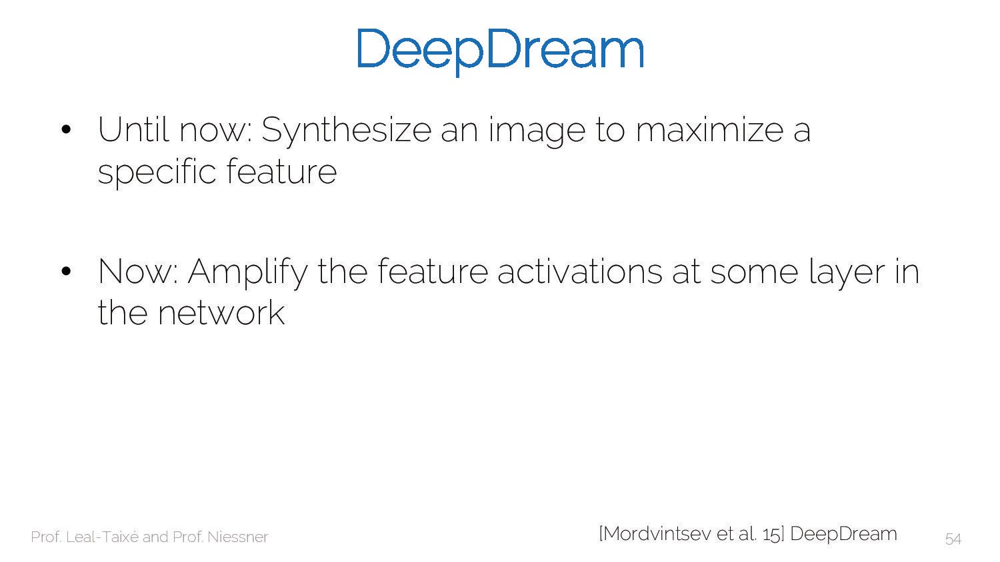 DeepDream
• Until now: Synthesize an image to maximize a
specific feature
• Now: Amplify the feature activations at some layer in
the network
Prof. Leal-Taixé and Prof. Niessner
[Mordvintsev et al. 15] DeepDream
54